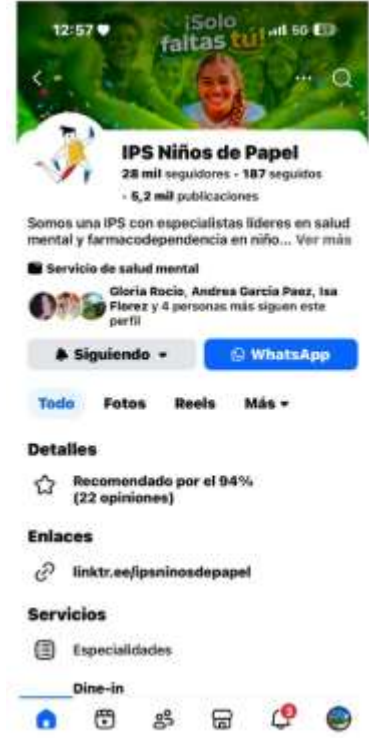 12:57
5G
¡Solo
faltas tú!
IPS Niños de Papel
28 mil seguidores • 187 seguidos
• 5,2 mil publicaciones
Somos una IPS con especialistas líderes en salud
mental y farmacodependencia en niño... Ver más
Servicio de salud mental
Gloria Rocio, Andrea Garcia Paez, Isa
Florez y 4 personas más siguen este
perfil
Siguiendo
WhatsApp
Todo Fotos Reels Más
Detalles
Recomendado por el 94%
(22 opiniones)
Enlaces
linktr.ee/ipsninosdepapel
Servicios
Especialidades
Dine-in